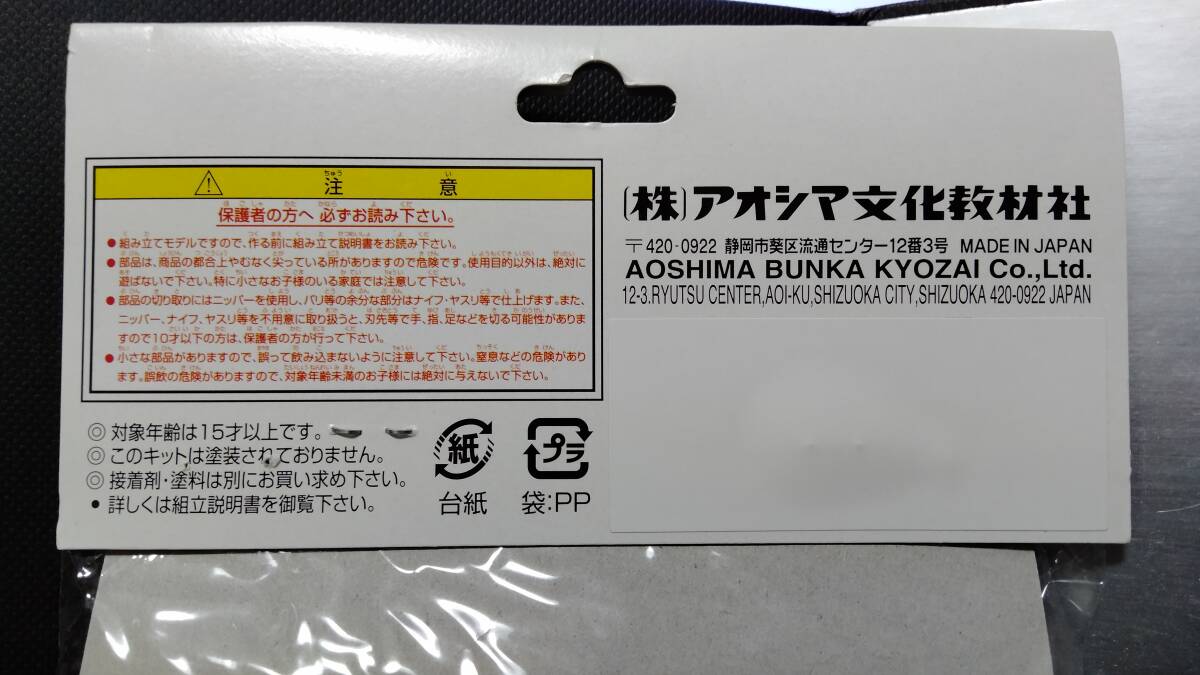 注意
保護者の方へ 必ずお読み下さい。
●組み立てモデルですので、作る前に組み立て説明書をお読み下さい。
●部品は、商品の都合上やむなく尖っている所がありますので危険です。使用目的以外は、絶対に
遊ばないで下さい。特に小さなお子様のいる家庭では注意して下さい。
●部品の切り取りにはニッパーを使用し、バリ等の余分な部分はナイフ・ヤスリ等で仕上げます。また、
ニッパー、ナイフ、ヤスリ等を不用意に取り扱うと、刃先等で手、指、足などを切る可能性がありま
すので10才以下の方は、保護者の方が行って下さい。
●小さな部品がありますので、誤って飲み込まないように注意して下さい。窒息などの危険があり
ます。誤飲の危険がありますので、対象年齢未満のお子様には絶対に与えないで下さい。
◎対象年齢は15才以上です。
◎このキットは塗装されておりません。
◎接着剤・塗料は別にお買い求め下さい。
•詳しくは組立説明書を御覧下さい。
紙
台紙
プラ
袋:PP
(株)アオシマ文化教材社
〒420-0922 静岡市葵区流通センター12番3号 MADE IN JAPAN
AOSHIMA BUNKA KYOZAI Co.,Ltd.
12-3.RYUTSU CENTER,AOI-KU,SHIZUOKA CITY,SHIZUOKA 420-0922 JAPAN